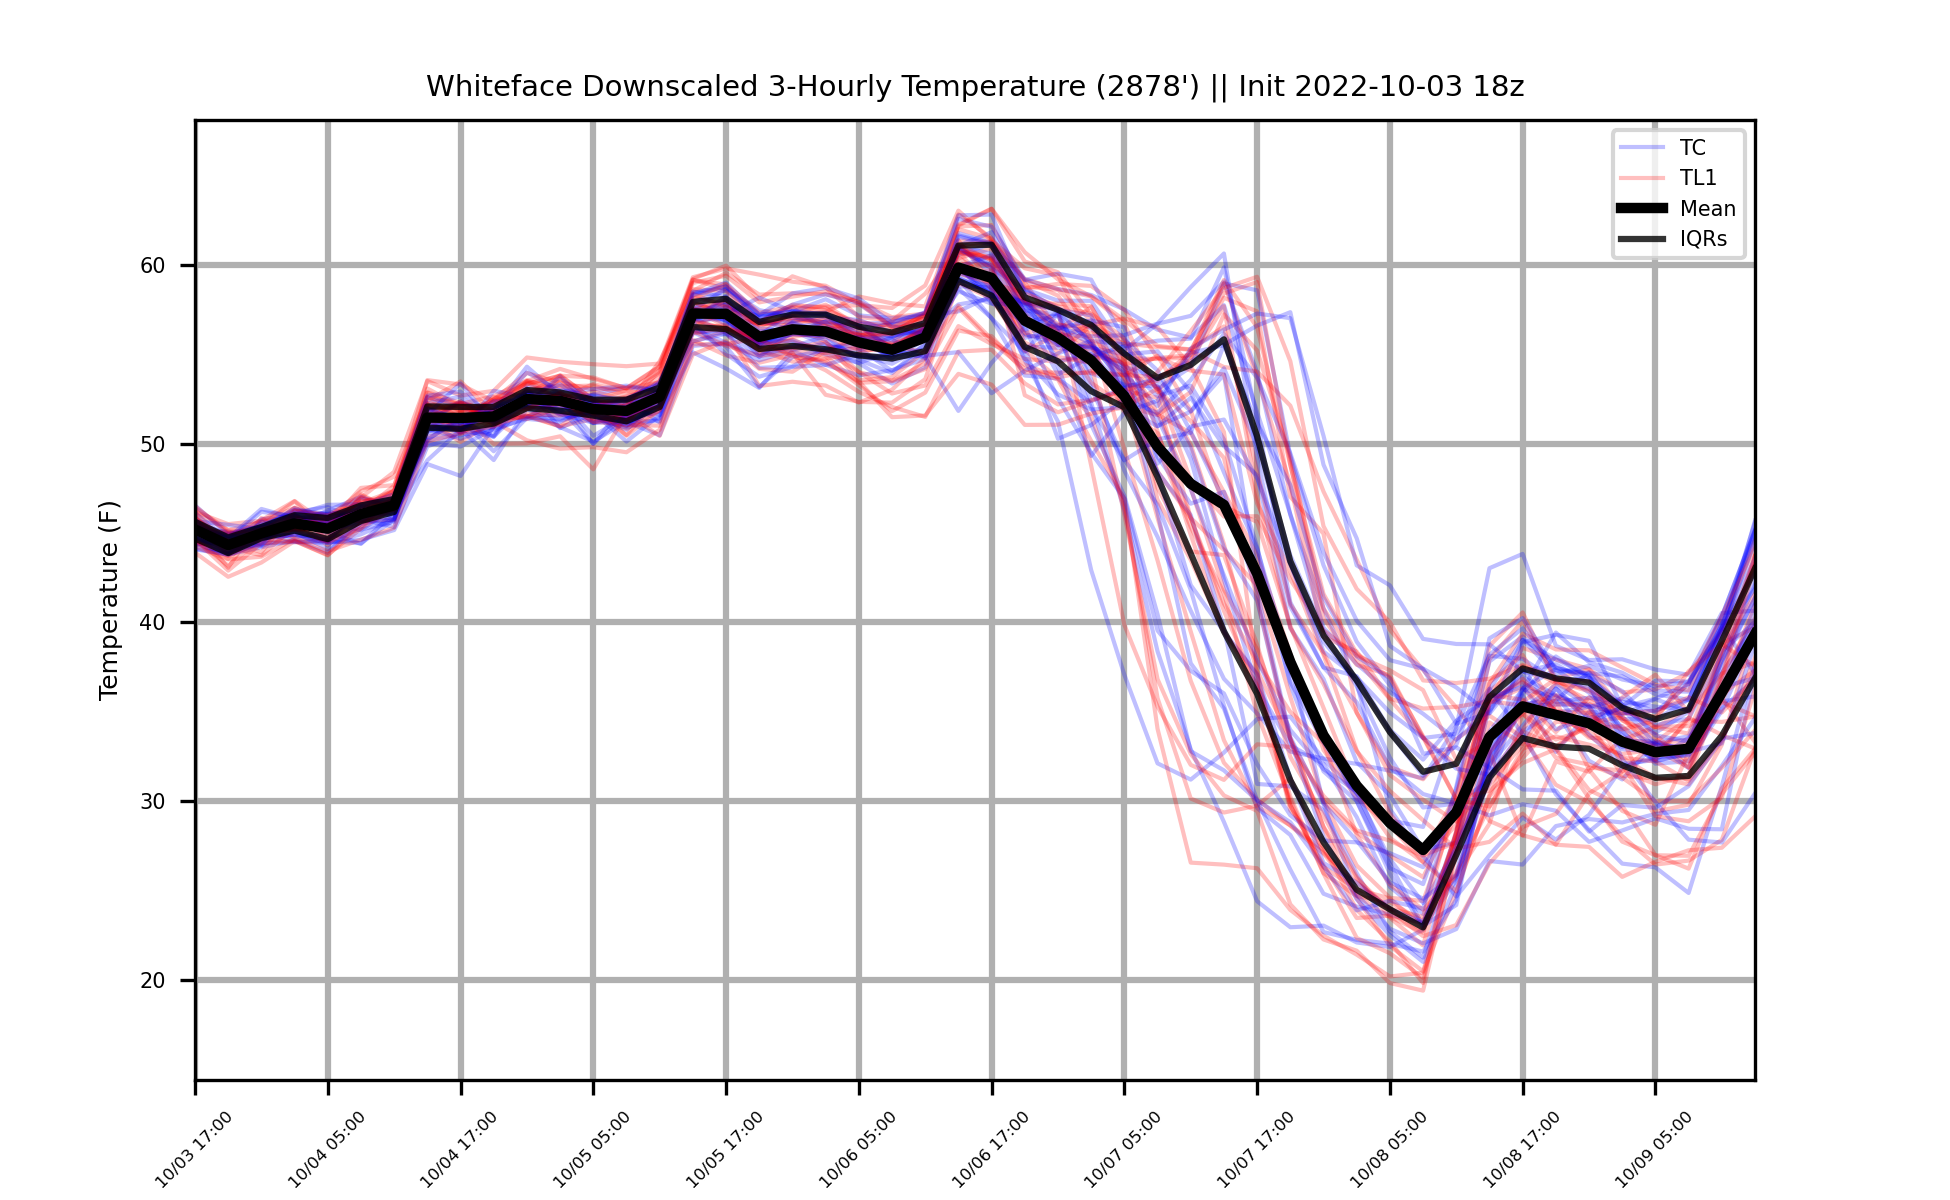 Whiteface Downscaled 3-Hourly Temperature (2878') || Init 2022-10-03 18z
TC
TL1
Mean
IQRs
Temperature (F)
60
50
40
30
20
10/03 17:00
10/04 05:00
10/04 17:00
10/05 05:00
10/05 17:00
10/06 05:00
10/06 17:00
10/07 05:00
10/07 17:00
10/08 05:00
10/08 17:00
10/09 05:00